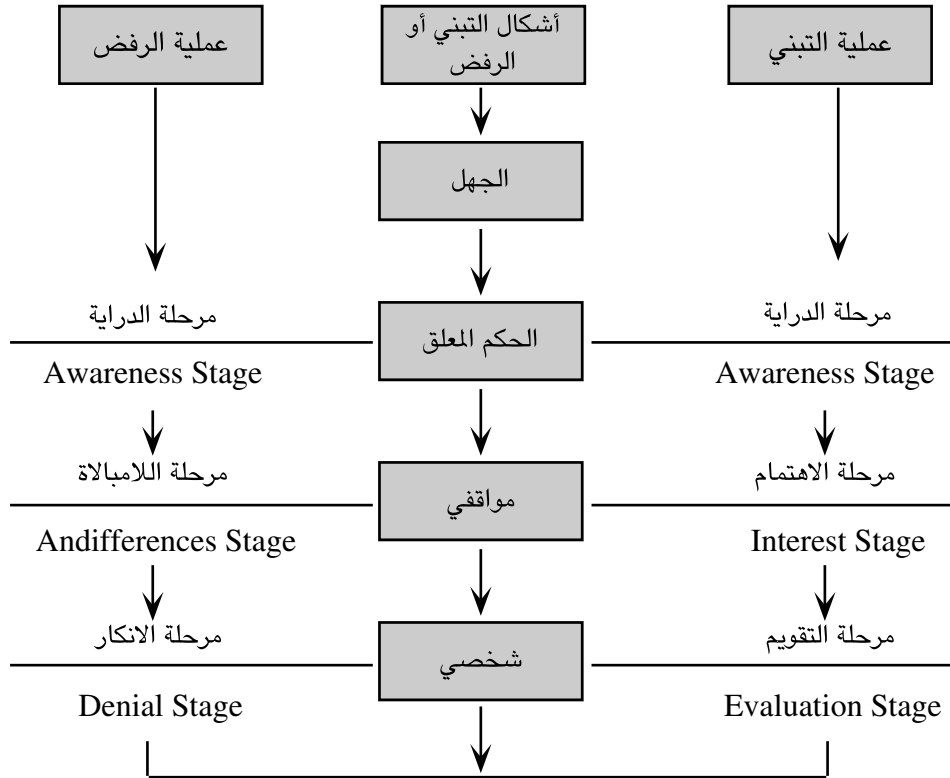 عملية التبني
أشكال التبني أو
الرفض
عملية الرفض
الجهل
مرحلة الدراية
الحكم المعلق
مرحلة الدراية
Awareness Stage
Awareness Stage
مرحلة الاهتمام
مواقفي
مرحلة اللامبالاة
Interest Stage
Andifferences Stage
مرحلة التقويم
شخصي
مرحلة الانكار
Evaluation Stage
Denial Stage